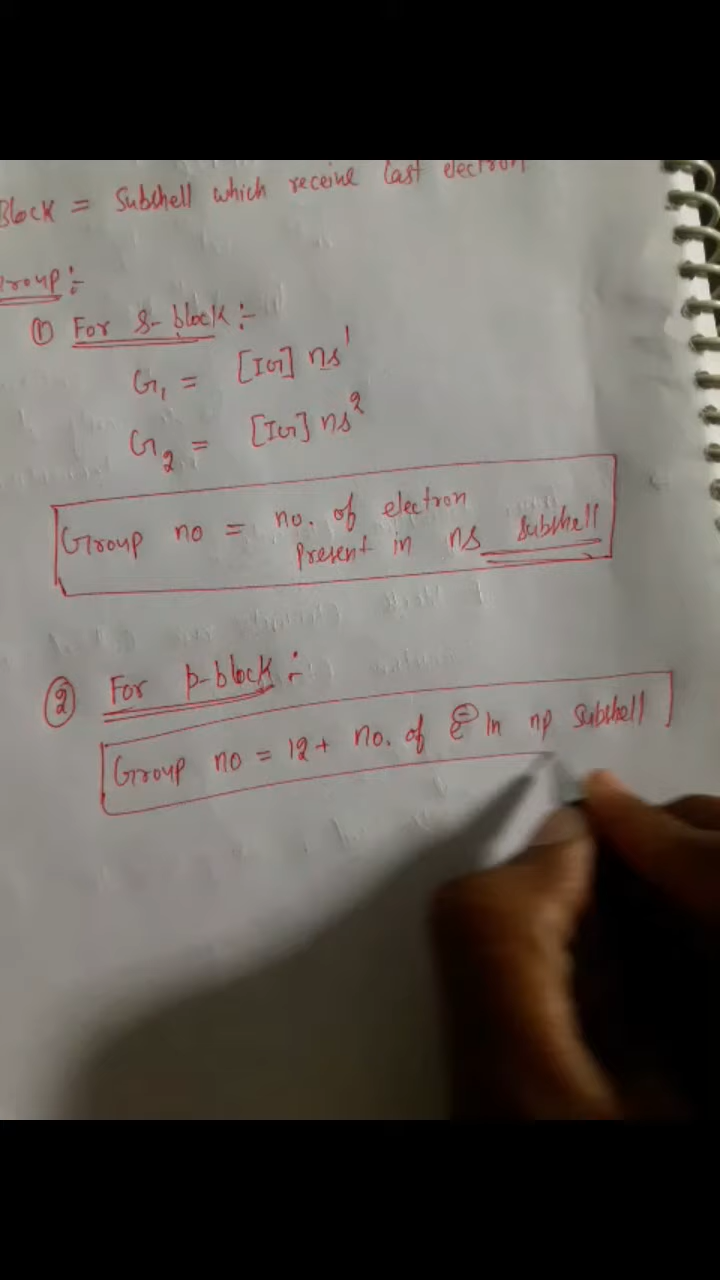 Block = Subshell which receive last electron
Group :-
① For s-block :-
G₁ = [IG] ns¹
G₂ = [IG] ns²
Group no = no. of electron
present in ns subshell
② For p-block :-
Group no = 12 + no. of e⁻ in np subshell